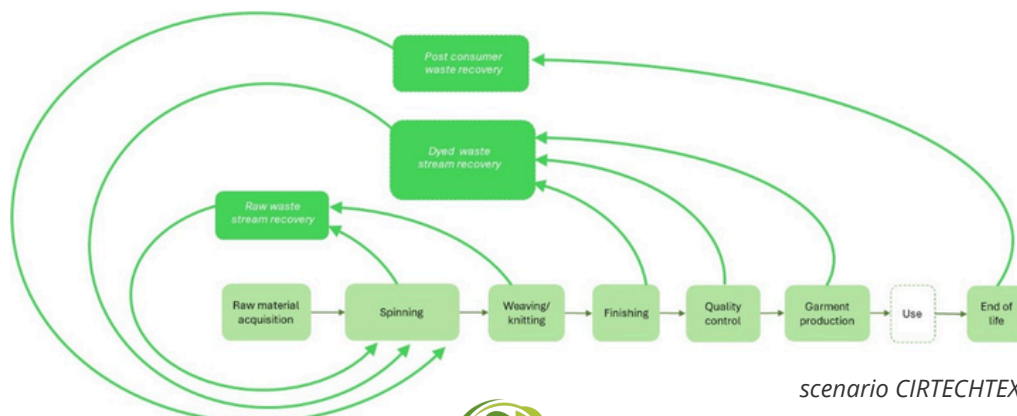 Post consumer
waste recovery
Dyed waste
stream recovery
Raw waste
stream recovery
Raw material
acquisition
Spinning
Weaving/
knitting
Finishing
Quality
control
Garment
production
Use
End of
life
scenario CIRTECHTEX